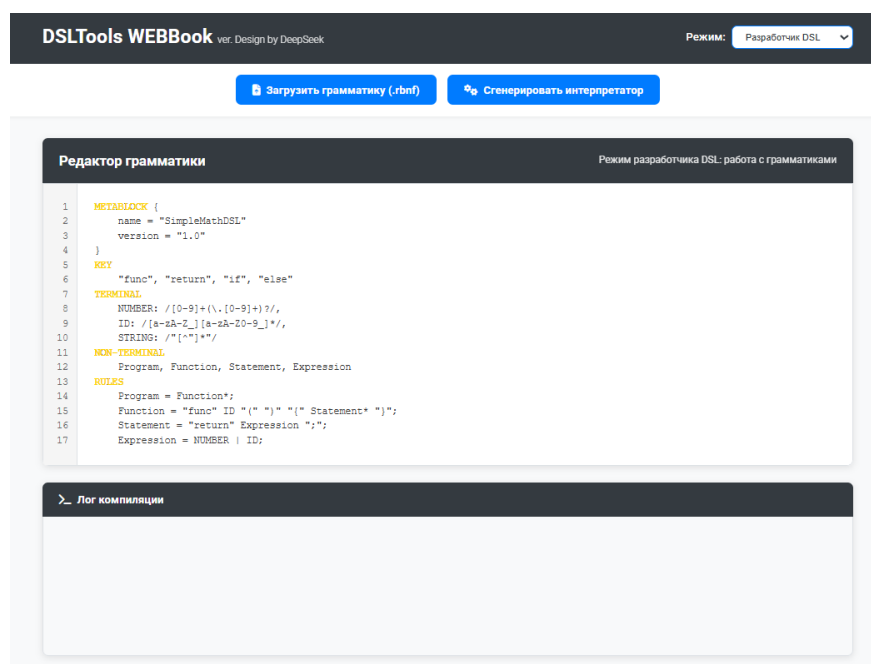 DSLTools WEBBook ver. Design by DeepSeek
Режим: Разработчик DSL
Загрузить грамматику (.rbnf)
Сгенерировать интерпретатор
Редактор грамматики
Режим разработчика DSL: работа с грамматиками
1 METABLOCK {
2 name = "SimpleMathDSL"
3 version = "1.0"
4 }
5 KEY
6 "func", "return", "if", "else"
7 TERMINAL
8 NUMBER: /[0-9]+(\.[0-9]+)?/,
9 ID: /[a-zA-Z_][a-zA-Z0-9_]*/,
10 STRING: /"[^"]*"/
11 NON-TERMINAL
12 Program, Function, Statement, Expression
13 RULES
14 Program = Function*;
15 Function = "func" ID "(" ")" "{" Statement* "}";
16 Statement = "return" Expression ";";
17 Expression = NUMBER | ID;
Лог компиляции